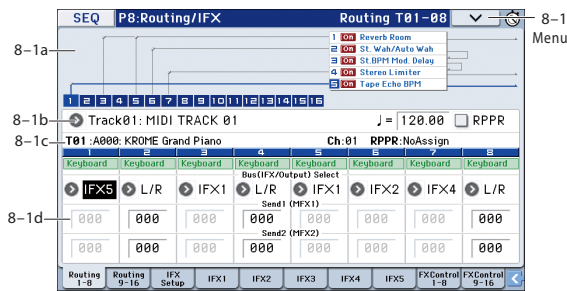 SEQ P8:Routing/IFX Routing T01-08
8–1
Menu
8–1a
1 On Reverb Room
2 On St. Wah/Auto Wah
3 On St.BPM Mod. Delay
4 On Stereo Limiter
5 On Tape Echo BPM
1 2 3 4 5 6 7 8 9 10 11 12 13 14 15 16
8–1b
Track01: MIDI TRACK 01 ♩= 120.00 RPPR
8–1c
T01 :A000: KROME Grand Piano Ch:01 RPPR:NoAssign
1 2 3 4 5 6 7 8
Keyboard Keyboard Keyboard Keyboard Keyboard Keyboard Keyboard Keyboard
Bus(IFX/Output) Select
IFX5 L/R IFX1 L/R IFX1 IFX2 IFX4 L/R
8–1d
Send1 (MFX1)
000 000 000 000 000 000 000 000
Send2 (MFX2)
000 000 000 000 000 000 000 000
Routing 1-8 Routing 9-16 IFX Setup IFX1 IFX2 IFX3 IFX4 IFX5 FXControl 1-8 FXControl 9-16